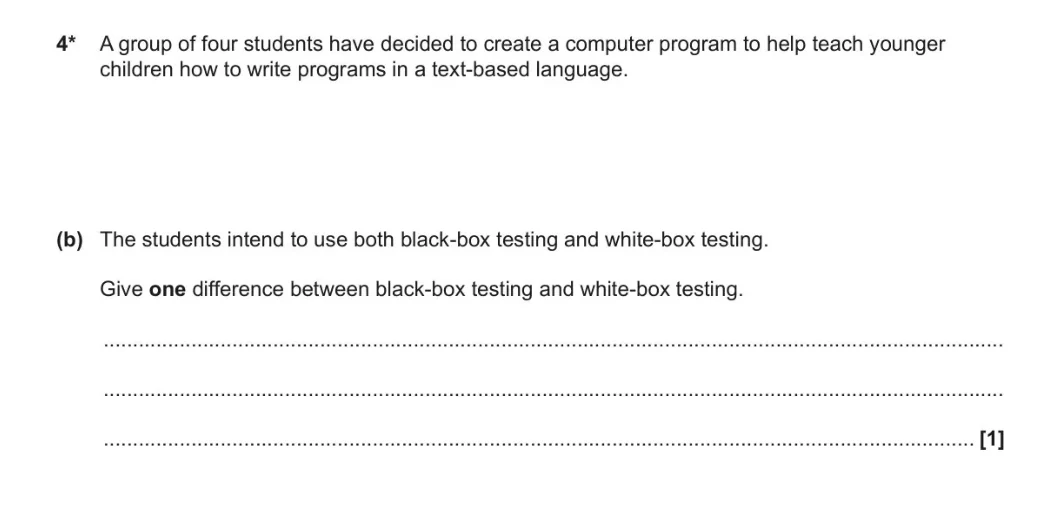 4* A group of four students have decided to create a computer program to help teach younger
children how to write programs in a text-based language.
(b) The students intend to use both black-box testing and white-box testing.
Give one difference between black-box testing and white-box testing.
[1]